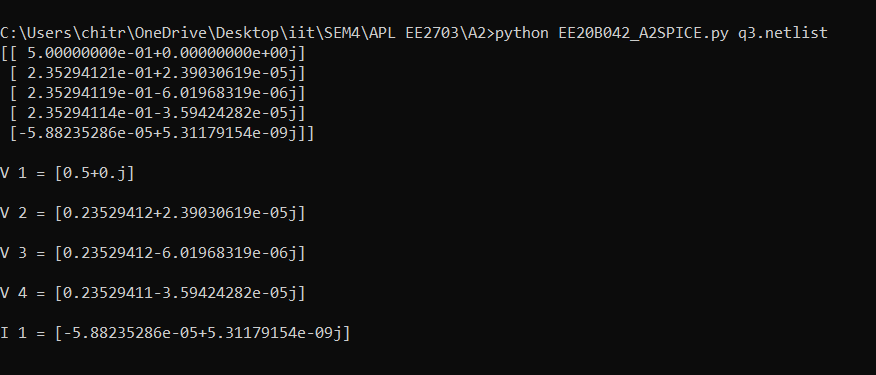 C:\Users\chitr\OneDrive\Desktop\iit\SEM4\APL EE2703\A2>python EE20B042_A2SPICE.py q3.netlist
[[ 5.00000000e-01+0.00000000e+00j]
 [ 2.35294121e-01+2.39030619e-05j]
 [ 2.35294119e-01-6.01968319e-06j]
 [ 2.35294114e-01-3.59424282e-05j]
 [-5.88235286e-05+5.31179154e-09j]]
V 1 = [0.5+0.j]
V 2 = [0.23529412+2.39030619e-05j]
V 3 = [0.23529412-6.01968319e-06j]
V 4 = [0.23529411-3.59424282e-05j]
I 1 = [-5.88235286e-05+5.31179154e-09j]